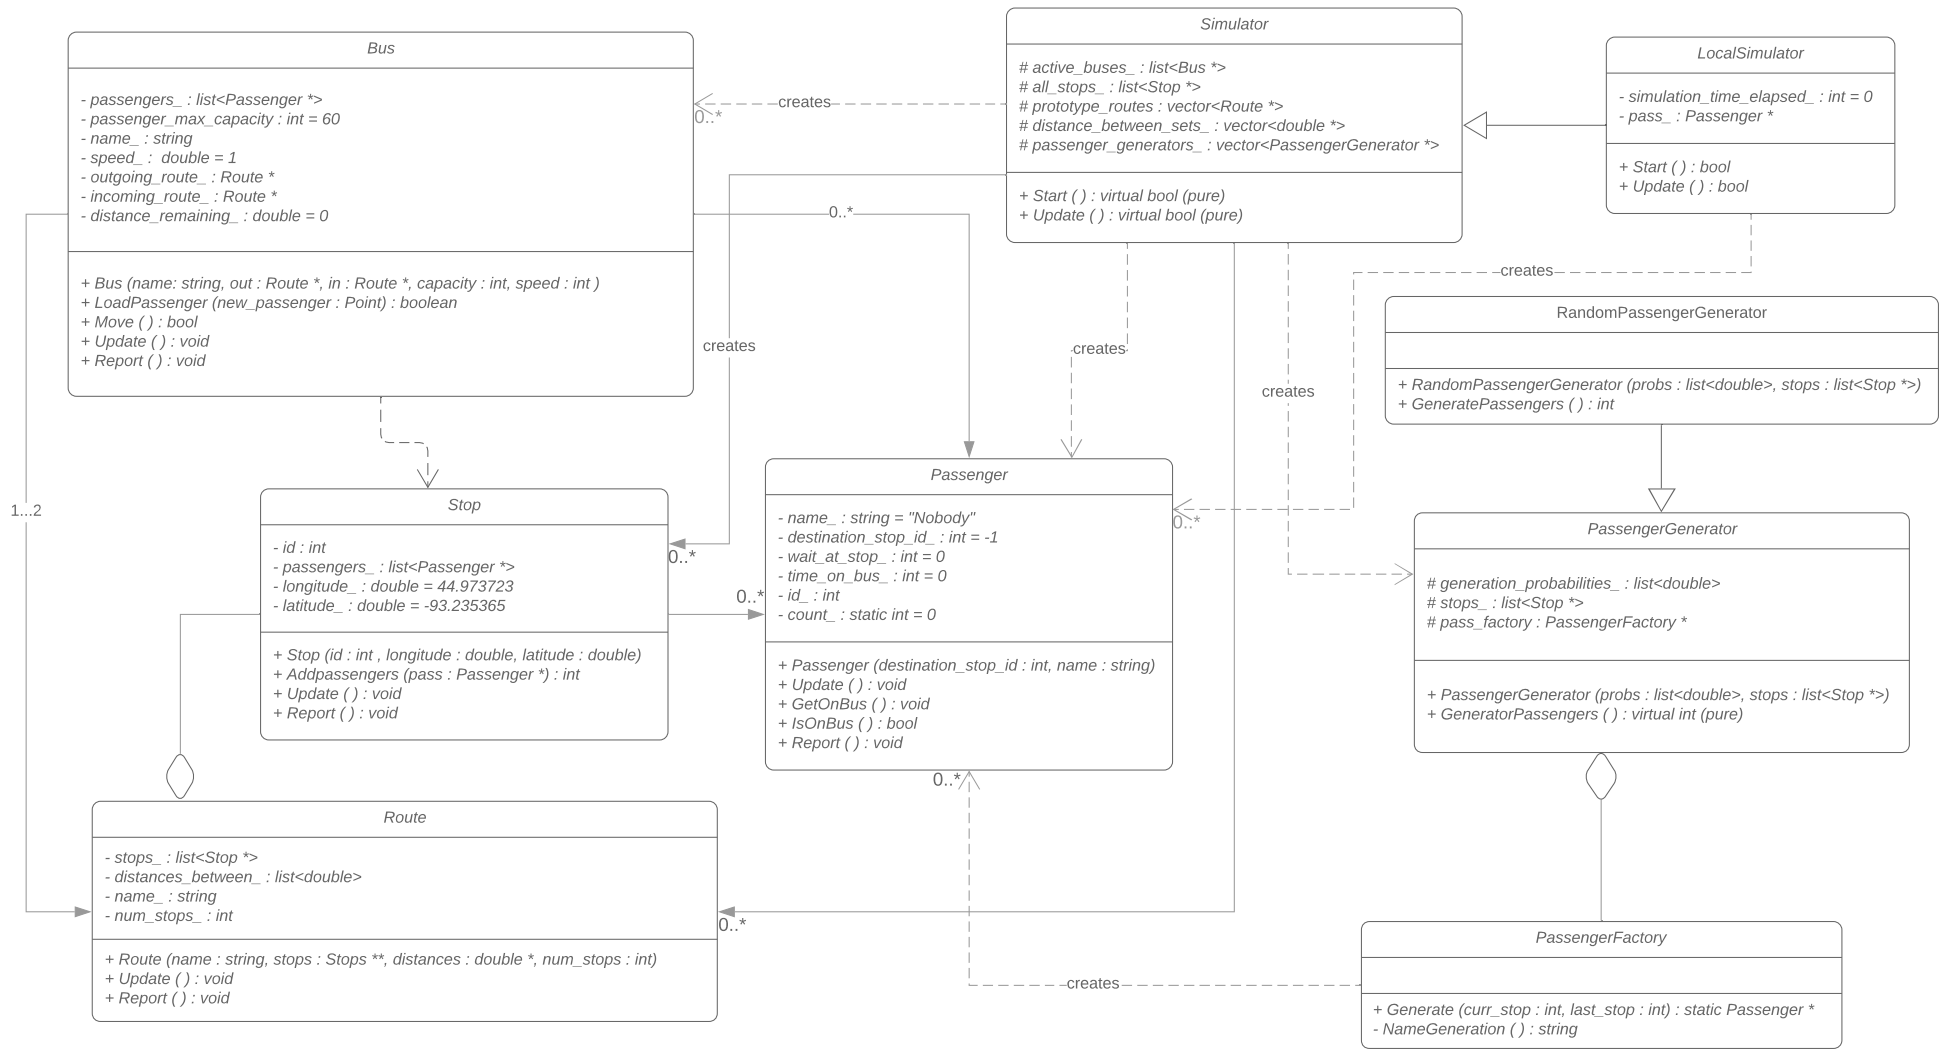 Bus
- passengers_ : list<Passenger *>
- passenger_max_capacity : int = 60
- name_ : string
- speed_ :  double = 1
- outgoing_route_ : Route *
- incoming_route_ : Route *
- distance_remaining_ : double = 0
+ Bus (name: string, out : Route *, in : Route *, capacity : int, speed : int )
+ LoadPassenger (new_passenger : Point) : boolean
+ Move ( ) : bool
+ Update ( ) : void
+ Report ( ) : void
creates
0..*
Simulator
# active_buses_ : list<Bus *>
# all_stops_ : list<Stop *>
# prototype_routes : vector<Route *>
# distance_between_sets_ : vector<double *>
# passenger_generators_ : vector<PassengerGenerator *>
+ Start ( ) : virtual bool (pure)
+ Update ( ) : virtual bool (pure)
LocalSimulator
- simulation_time_elapsed_ : int = 0
- pass_ : Passenger *
+ Start ( ) : bool
+ Update ( ) : bool
0..*
creates
creates
creates
creates
RandomPassengerGenerator
+ RandomPassengerGenerator (probs : list<double>, stops : list<Stop *>)
+ GeneratePassengers ( ) : int
1...2
Stop
- id : int
- passengers_ : list<Passenger *>
- longitude_ : double = 44.973723
- latitude_ : double = -93.235365
+ Stop (id : int , longitude : double, latitude : double)
+ Addpassengers (pass : Passenger *) : int
+ Update ( ) : void
+ Report ( ) : void
0..*
0..*
Passenger
- name_ : string = "Nobody"
- destination_stop_id_ : int = -1
- wait_at_stop_ : int = 0
- time_on_bus_ : int = 0
- id_ : int
- count_ : static int = 0
+ Passenger (destination_stop_id : int, name : string)
+ Update ( ) : void
+ GetOnBus ( ) : void
+ IsOnBus ( ) : bool
+ Report ( ) : void
0..*
0..*
PassengerGenerator
# generation_probabilities_ : list<double>
# stops_ : list<Stop *>
# pass_factory : PassengerFactory *
+ PassengerGenerator (probs : list<double>, stops : list<Stop *>)
+ GeneratorPassengers ( ) : virtual int (pure)
Route
- stops_ : list<Stop *>
- distances_between_ : list<double>
- name_ : string
- num_stops_ : int
+ Route (name : string, stops : Stops **, distances : double *, num_stops : int)
+ Update ( ) : void
+ Report ( ) : void
0..*
creates
PassengerFactory
+ Generate (curr_stop : int, last_stop : int) : static Passenger *
- NameGeneration ( ) : string